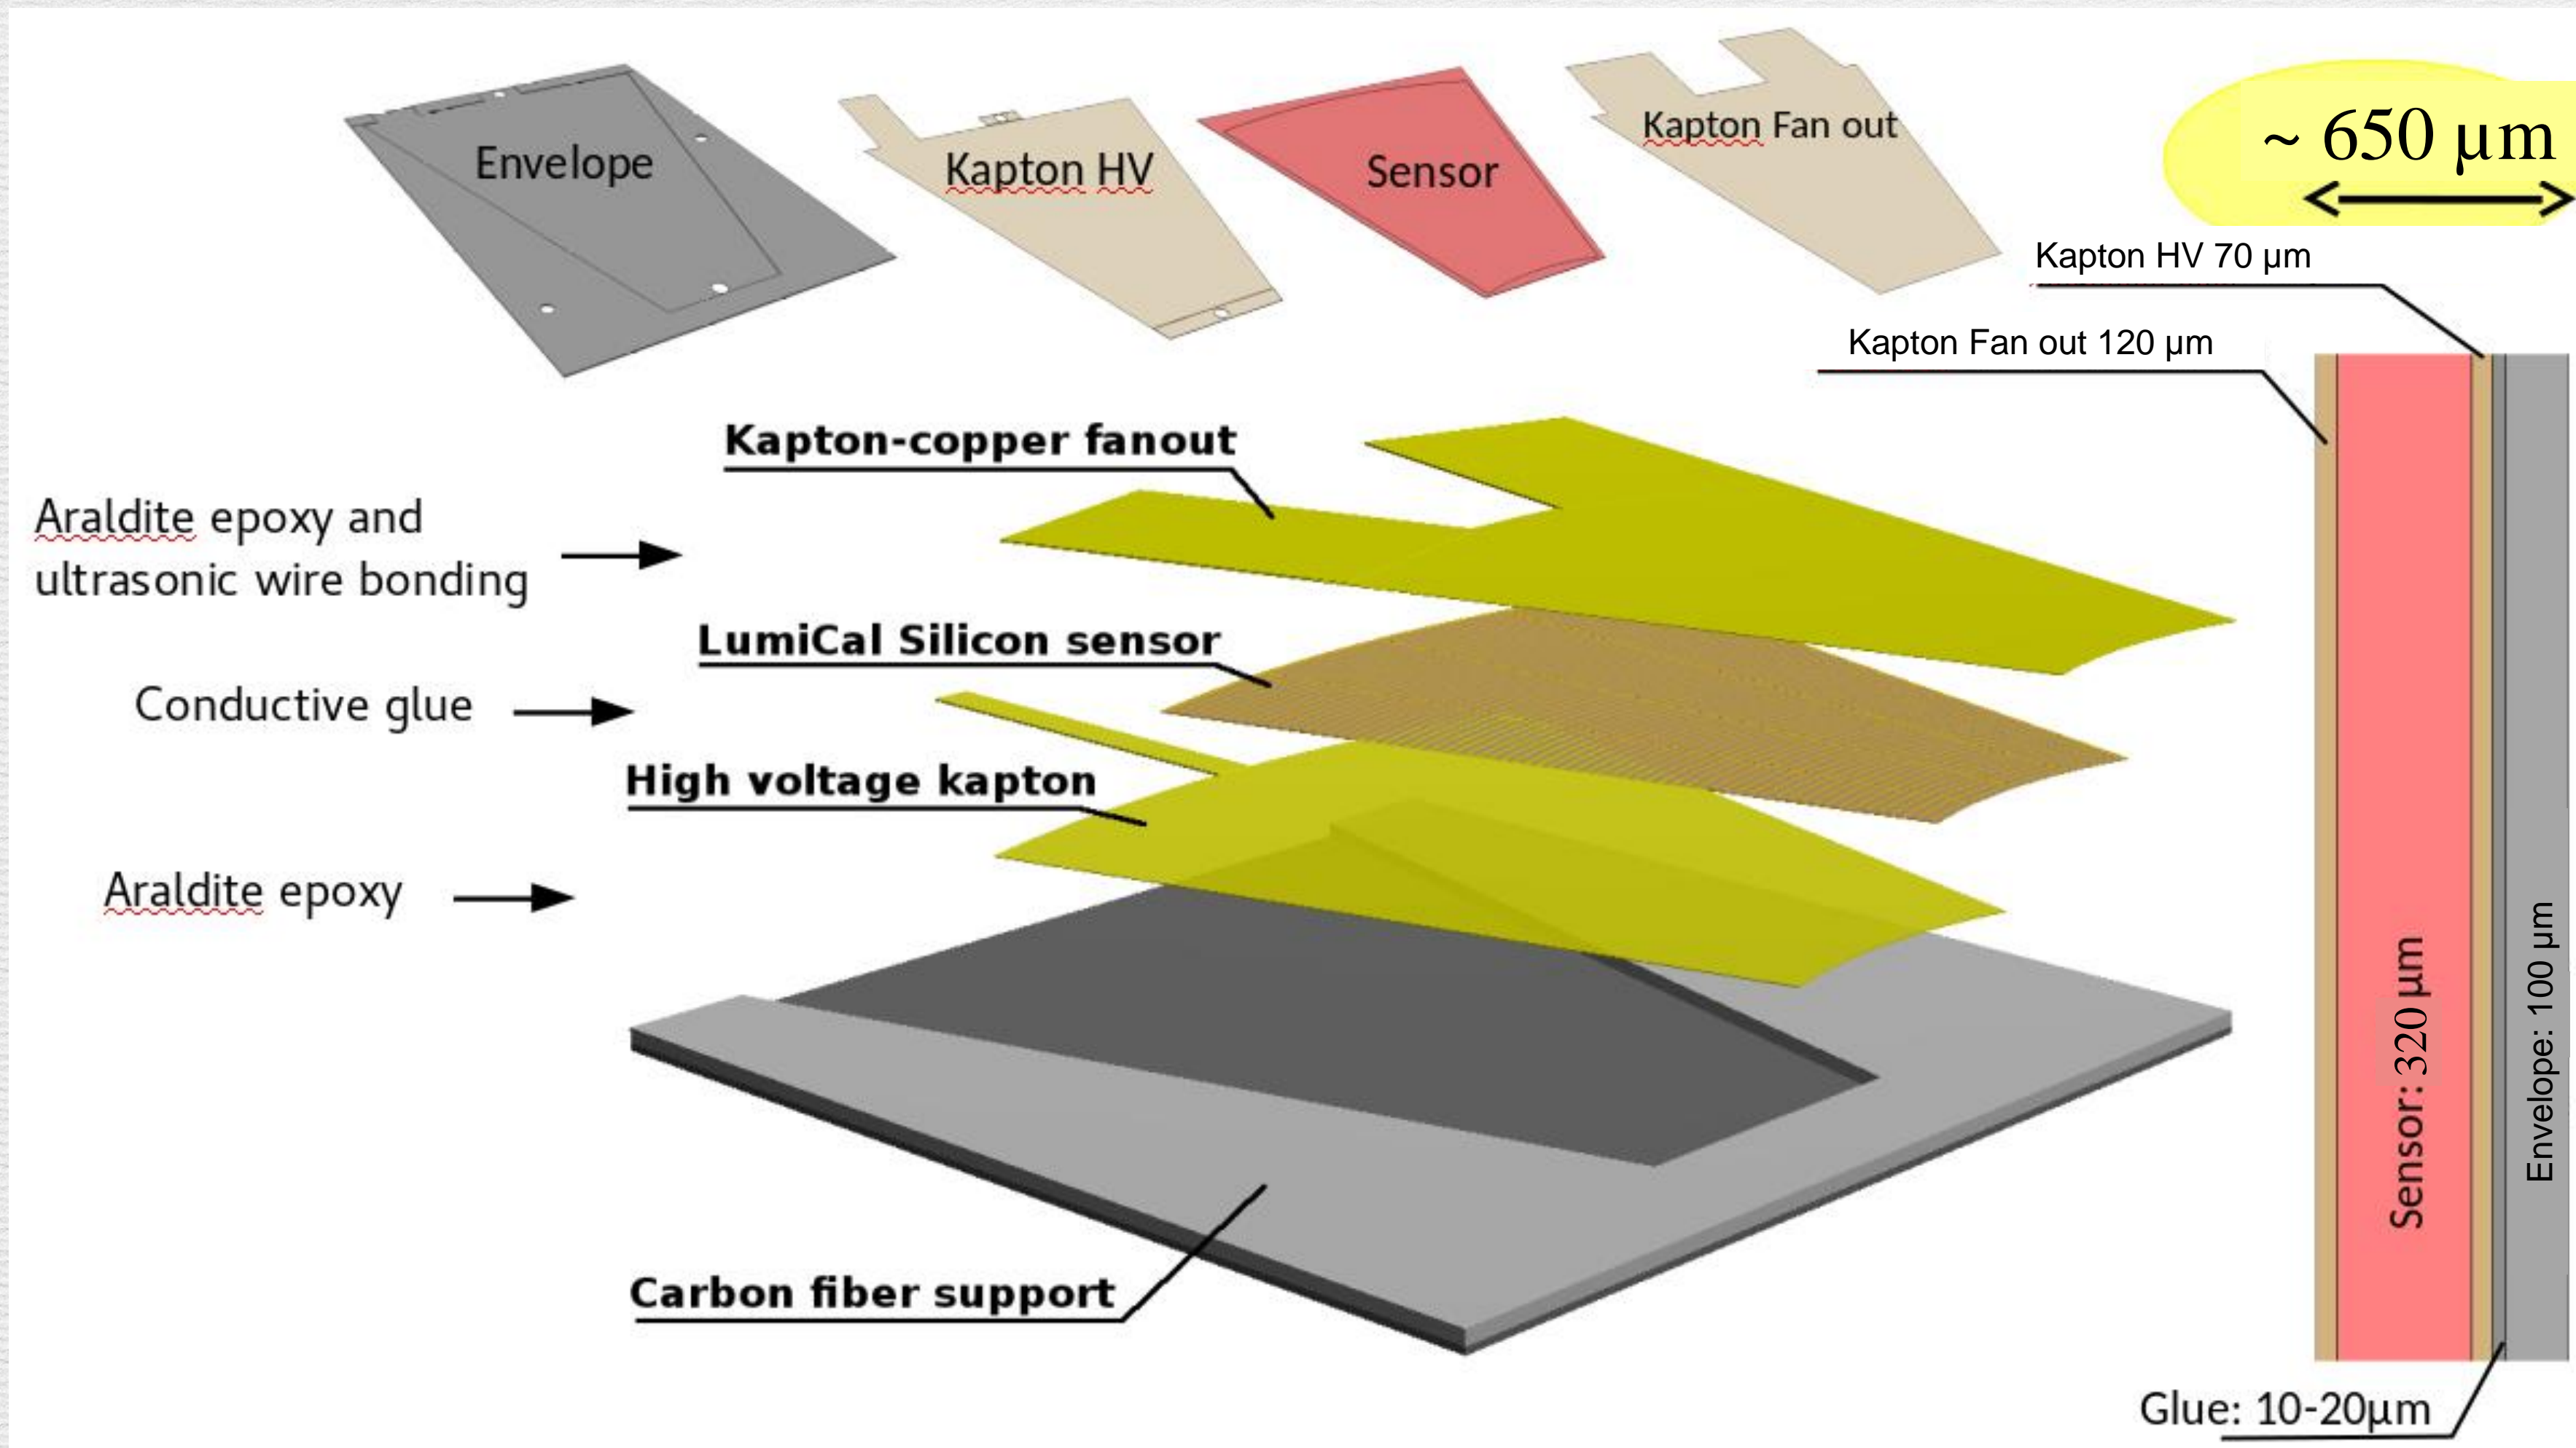 Envelope
Kapton HV
Sensor
Kapton Fan out
~ 650 µm
Kapton HV 70 µm
Kapton Fan out 120 µm
Kapton-copper fanout
Araldite epoxy and
ultrasonic wire bonding
LumiCal Silicon sensor
Conductive glue
High voltage kapton
Araldite epoxy
Carbon fiber support
Sensor: 320 µm
Envelope: 100 µm
Glue: 10-20µm